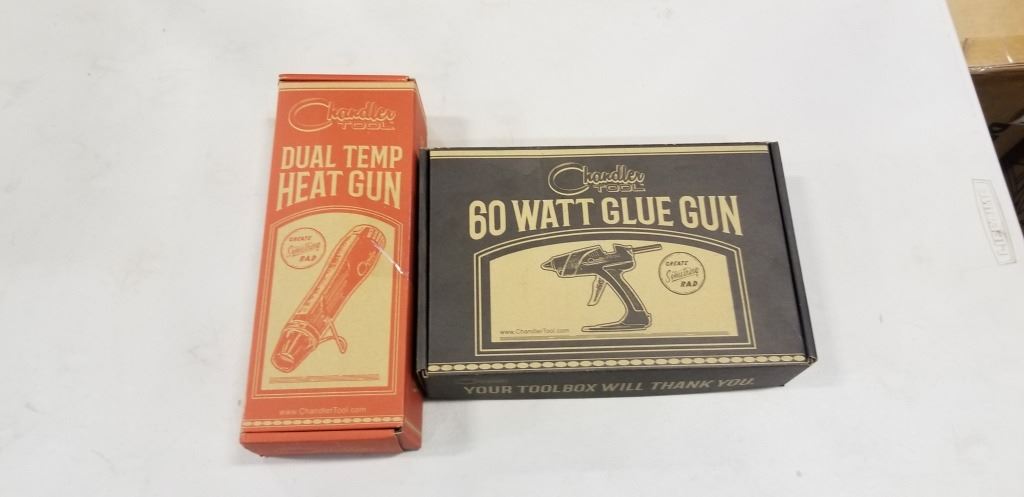 Chandler
TOOL
DUAL TEMP
HEAT GUN
CREATE
Something
RAD
www.ChandlerTool.com
Chandler
TOOL
60 WATT GLUE GUN
CREATE
Something
RAD
www.ChandlerTool.com
YOUR TOOLBOX WILL THANK YOU.